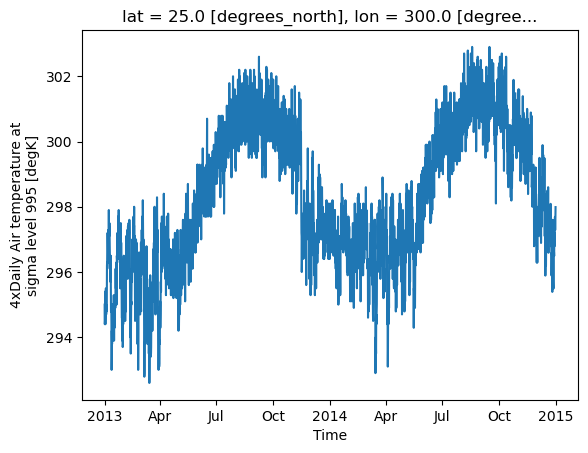 lat = 25.0 [degrees_north], lon = 300.0 [degree...
4xDaily Air temperature at
sigma level 995 [degK]
302
300
298
296
294
2013 Apr Jul Oct 2014 Apr Jul Oct 2015
Time